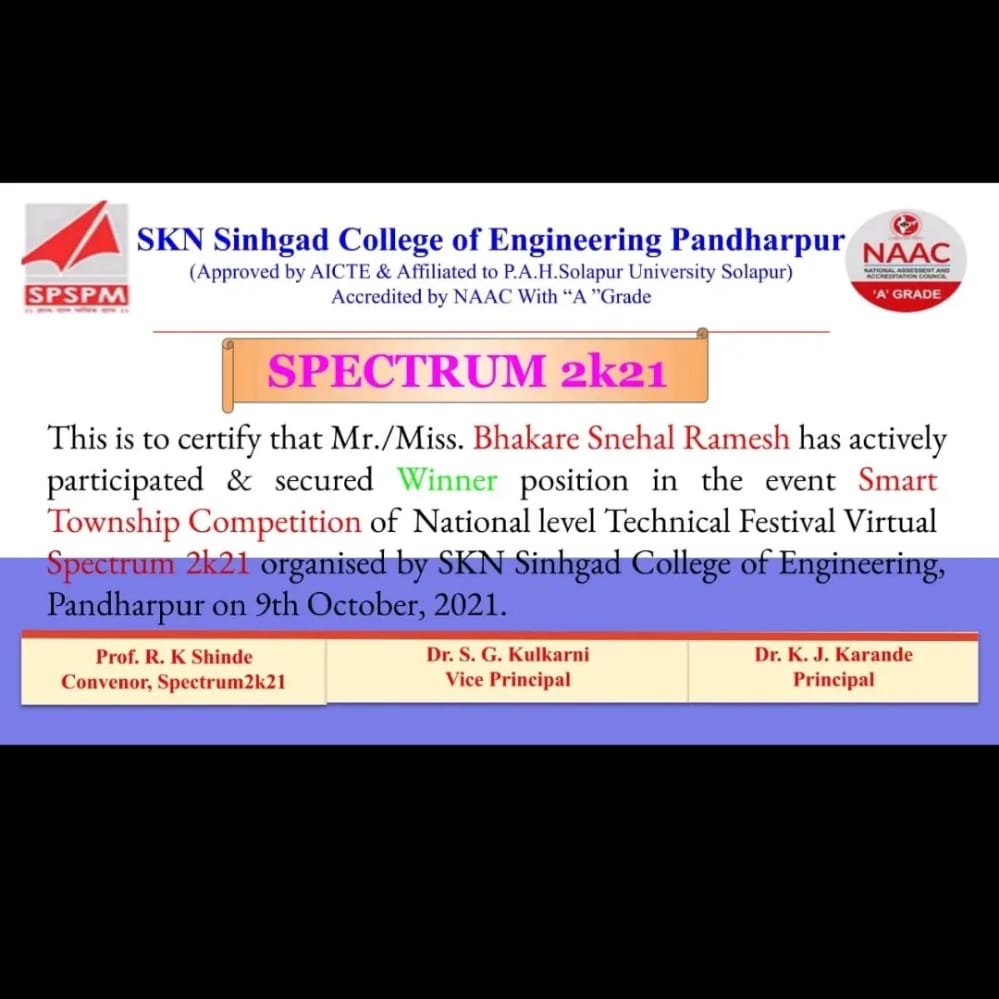 SPSPM
SKN Sinhgad College of Engineering Pandharpur
(Approved by AICTE & Affiliated to P.A.H.Solapur University Solapur)
Accredited by NAAC With “A ”Grade
NAAC
NATIONAL ASSESSMENT AND
ACCREDITATION COUNCIL
‘A’ GRADE
SPECTRUM 2k21
This is to certify that Mr./Miss. Bhakare Snehal Ramesh has actively
participated & secured Winner position in the event Smart
Township Competition of National level Technical Festival Virtual
Spectrum 2k21 organised by SKN Sinhgad College of Engineering,
Pandharpur on 9th October, 2021.
Prof. R. K Shinde
Convenor, Spectrum2k21
Dr. S. G. Kulkarni
Vice Principal
Dr. K. J. Karande
Principal